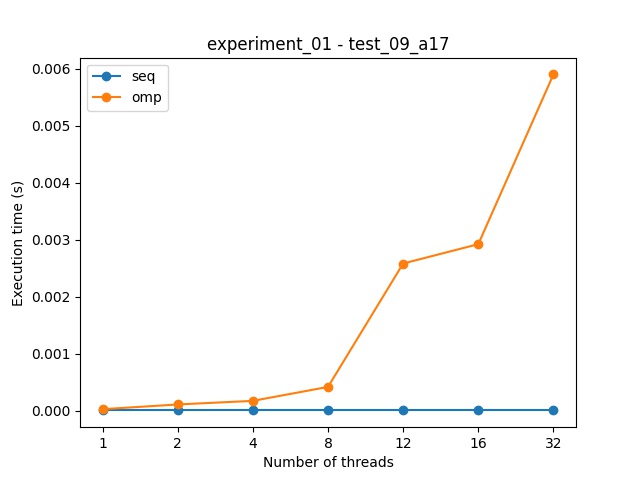 experiment_01 - test_09_a17
seq
omp
Execution time (s)
0.006
0.005
0.004
0.003
0.002
0.001
0.000
1 2 4 8 12 16 32
Number of threads